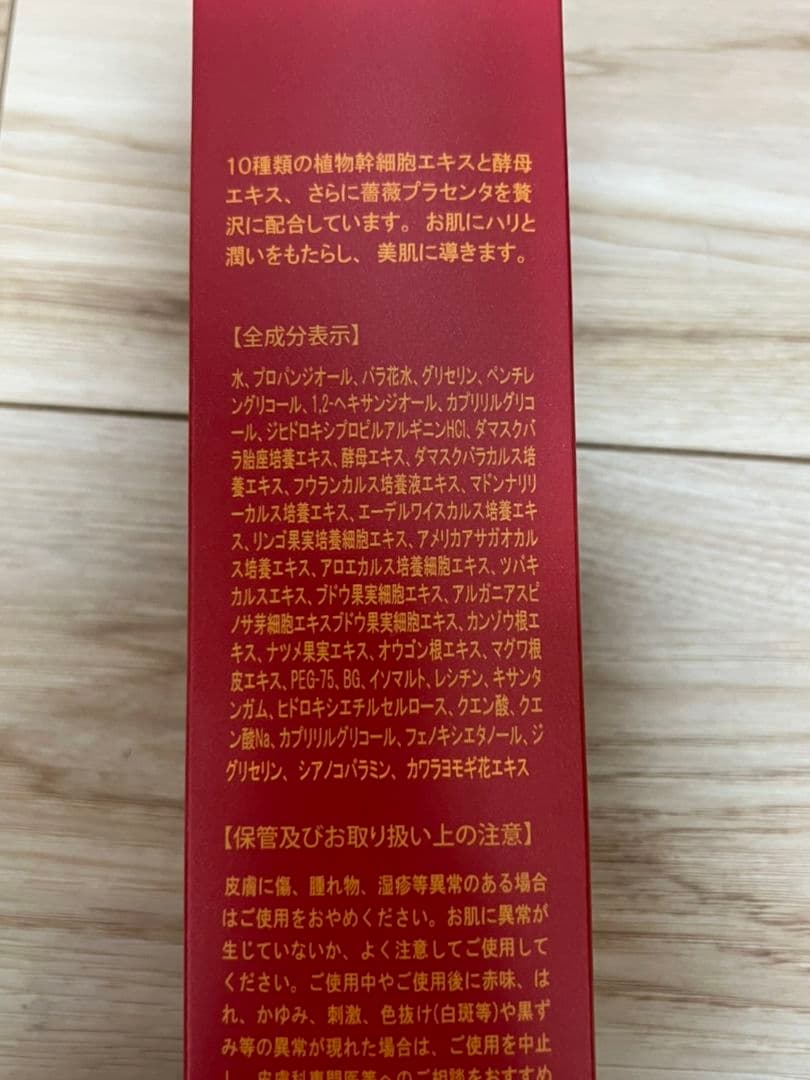 10種類の植物幹細胞エキスと酵母
エキス、さらに薔薇プラセンタを贅
沢に配合しています。お肌にハリと
潤いをもたらし、美肌に導きます。
【全成分表示】
水、プロパンジオール、バラ花水、グリセリン、ペンチレ
ングリコール、1,2-ヘキサンジオール、カプリリルグリコ
ール、ジヒドロキシプロピルアルギニンHCl、ダマスクバ
ラ胎座培養エキス、酵母エキス、ダマスクバラカルス培
養エキス、フウランカルス培養液エキス、マドンナリリ
ーカルス培養エキス、エーデルワイスカルス培養エキ
ス、リンゴ果実培養細胞エキス、アメリカアサガオカル
ス培養エキス、アロエカルス培養細胞エキス、ツバキ
カルスエキス、ブドウ果実細胞エキス、アルガニアスピ
ノサ芽細胞エキスブドウ果実細胞エキス、カンゾウ根エ
キス、ナツメ果実エキス、オウゴン根エキス、マグワ根
皮エキス、PEG-75、BG、イソマルト、レシチン、キサンタ
ンガム、ヒドロキシエチルセルロース、クエン酸、クエ
ン酸Na、カプリリルグリコール、フェノキシエタノール、ジ
グリセリン、シアノコバラミン、カワラヨモギ花エキス
【保管及びお取り扱い上の注意】
皮膚に傷、腫れ物、湿疹等異常のある場合
はご使用をおやめください。お肌に異常が
生じていないか、よく注意してご使用して
ください。ご使用中やご使用後に赤味、は
れ、かゆみ、刺激、色抜け(白斑等)や黒ず
み等の異常が現れた場合は、ご使用を中止
し、皮膚科専門医等へのご相談をおすすめ